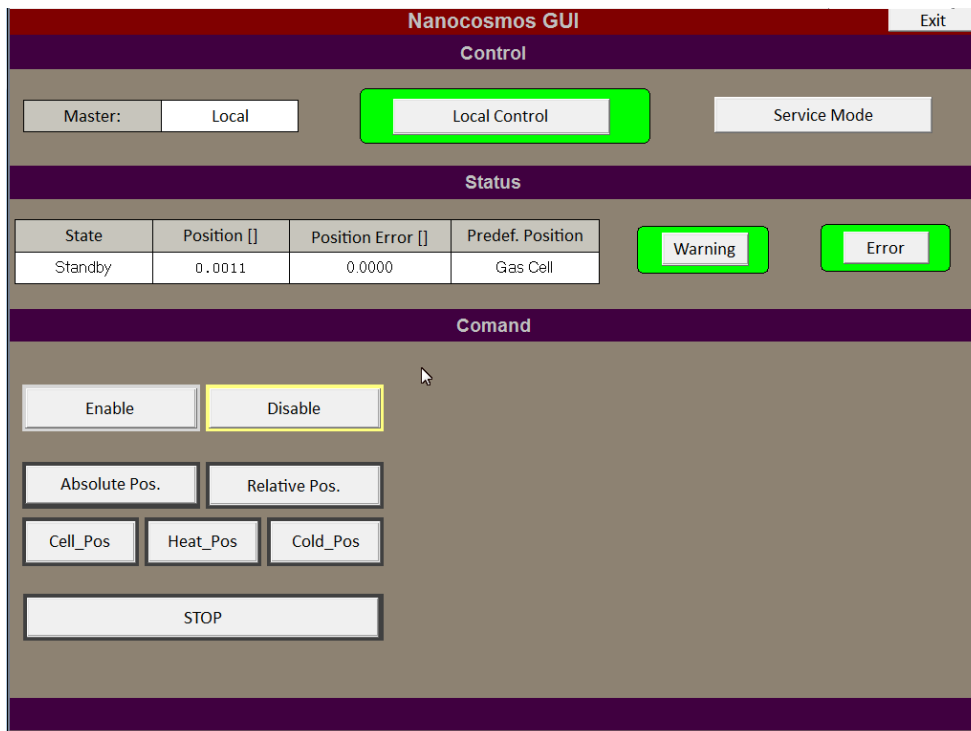 Nanocosmos GUI Exit
Control
Master: Local Local Control Service Mode
Status
State Position [] Position Error [] Predef. Position Warning Error
Standby 0.0011 0.0000 Gas Cell
Comand
Enable Disable
Absolute Pos. Relative Pos.
Cell_Pos Heat_Pos Cold_Pos
STOP